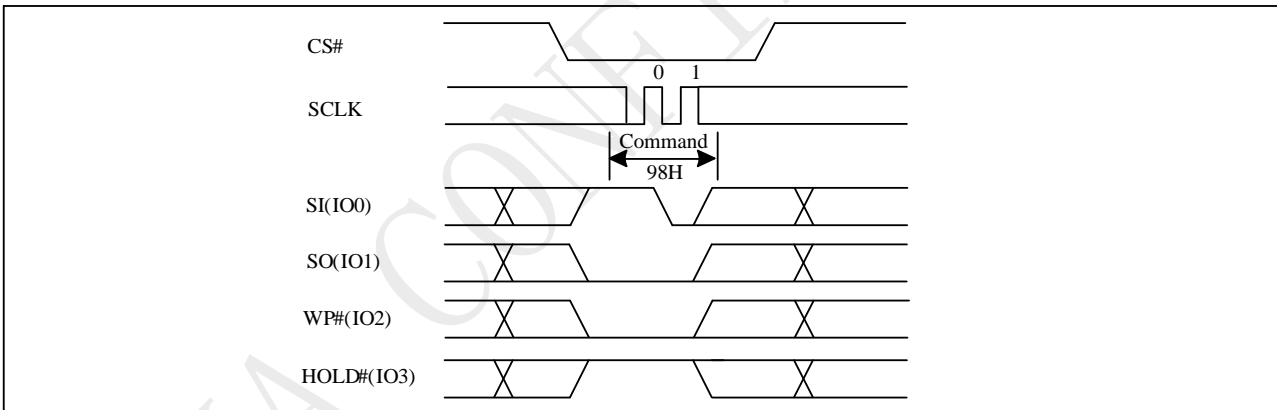 CS#
0 1
SCLK
Command
98H
SI(IO0)
SO(IO1)
WP#(IO2)
HOLD#(IO3)